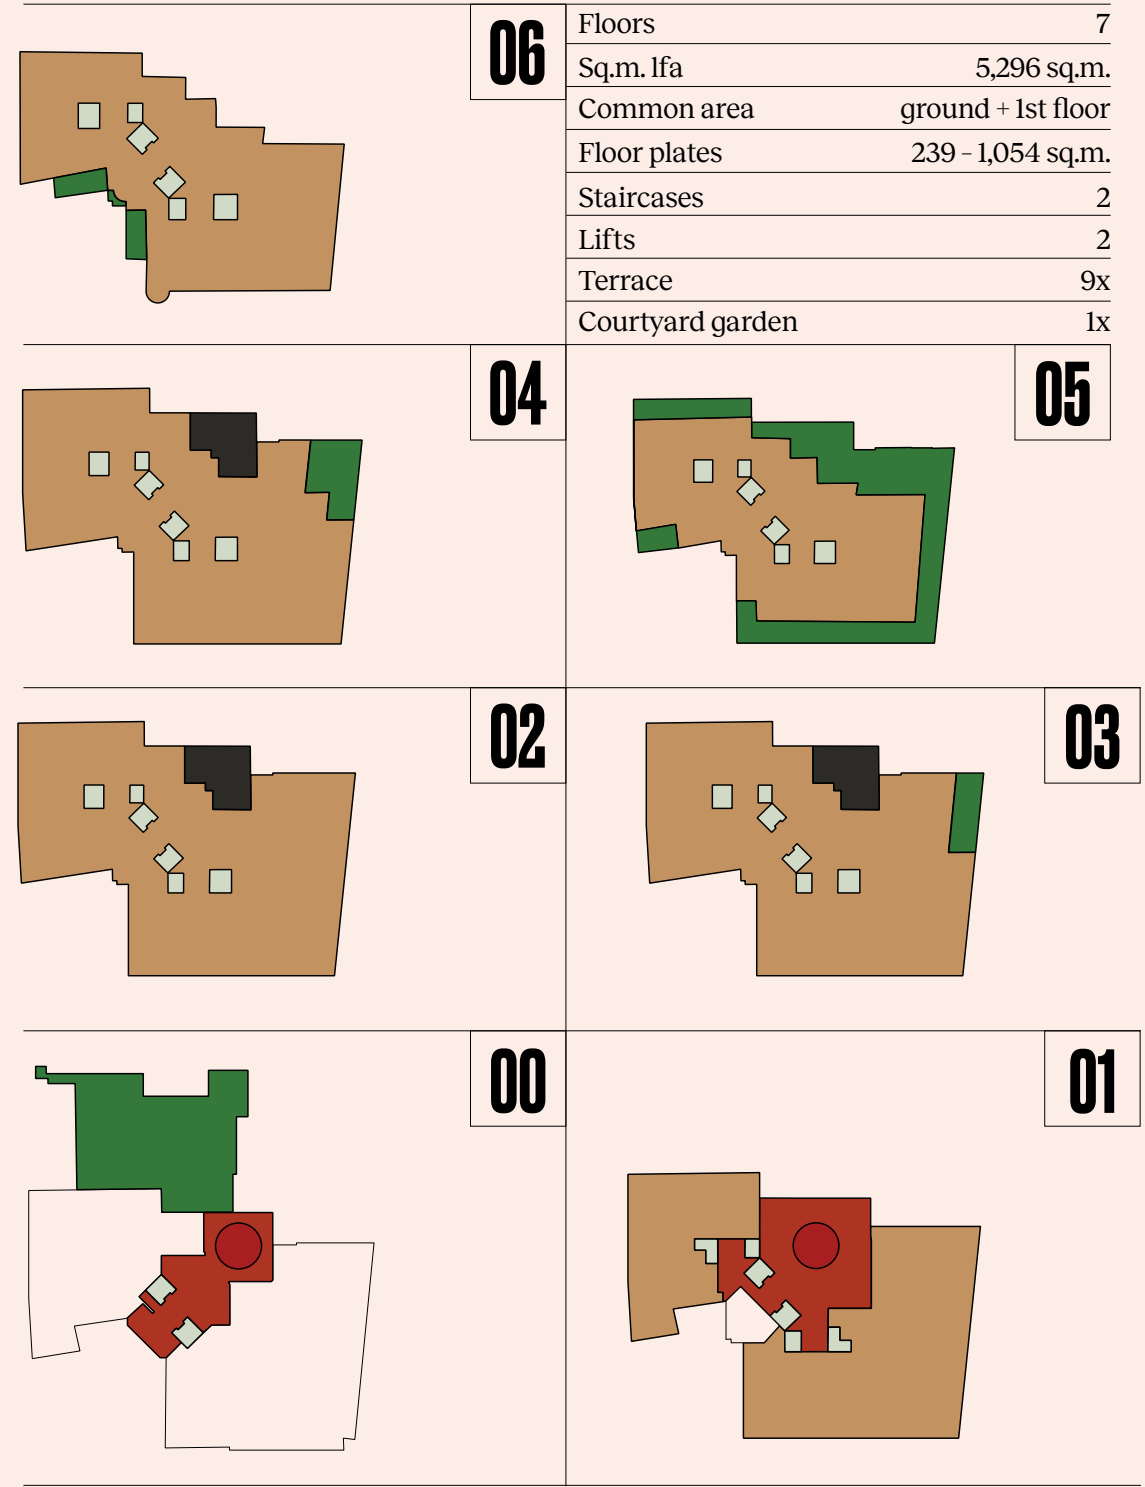 06
Floors 7
Sq.m. lfa 5,296 sq.m.
Common area ground + 1st floor
Floor plates 239 - 1,054 sq.m.
Staircases 2
Lifts 2
Terrace 9x
Courtyard garden 1x
04
05
02
03
00
01